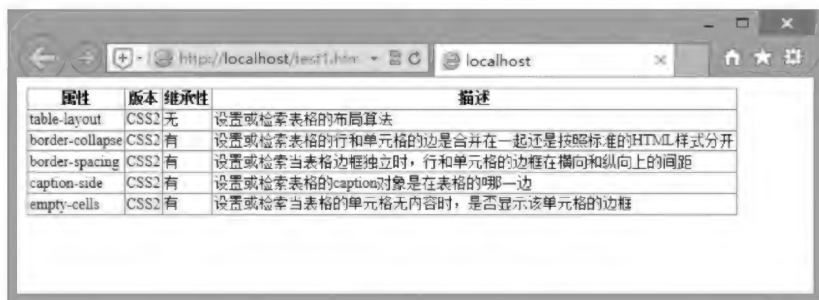 http://localhost/test1.htm
localhost
属性 版本 继承性 描述
table-layout CSS2 无 设置或检索表格的布局算法
border-collapse CSS2 有 设置或检索表格的行和单元格的边是合并在一起还是按照标准的HTML样式分开
border-spacing CSS2 有 设置或检索当表格边框独立时，行和单元格的边框在横向和纵向上的间距
caption-side CSS2 有 设置或检索表格的caption对象是在表格的哪一边
empty-cells CSS2 有 设置或检索当表格的单元格无内容时，是否显示该单元格的边框